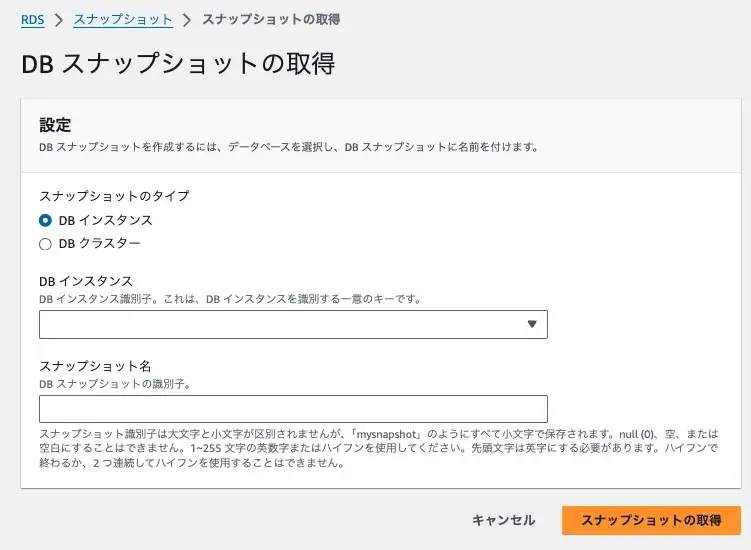 RDS > スナップショット > スナップショットの取得
DB スナップショットの取得
設定
DB スナップショットを作成するには、データベースを選択し、DB スナップショットに名前を付けます。
スナップショットのタイプ
DB インスタンス
DB クラスター
DB インスタンス
DB インスタンス識別子。これは、DB インスタンスを識別する一意のキーです。
スナップショット名
DB スナップショットの識別子。
スナップショット識別子は大文字と小文字が区別されませんが、「mysnapshot」のようにすべて小文字で保存されます。null (0)、空、または
空白にすることはできません。1~255 文字の英数字またはハイフンを使用してください。先頭文字は英字にする必要があります。ハイフンで
終わるか、2 つ連続してハイフンを使用することはできません。
キャンセル スナップショットの取得